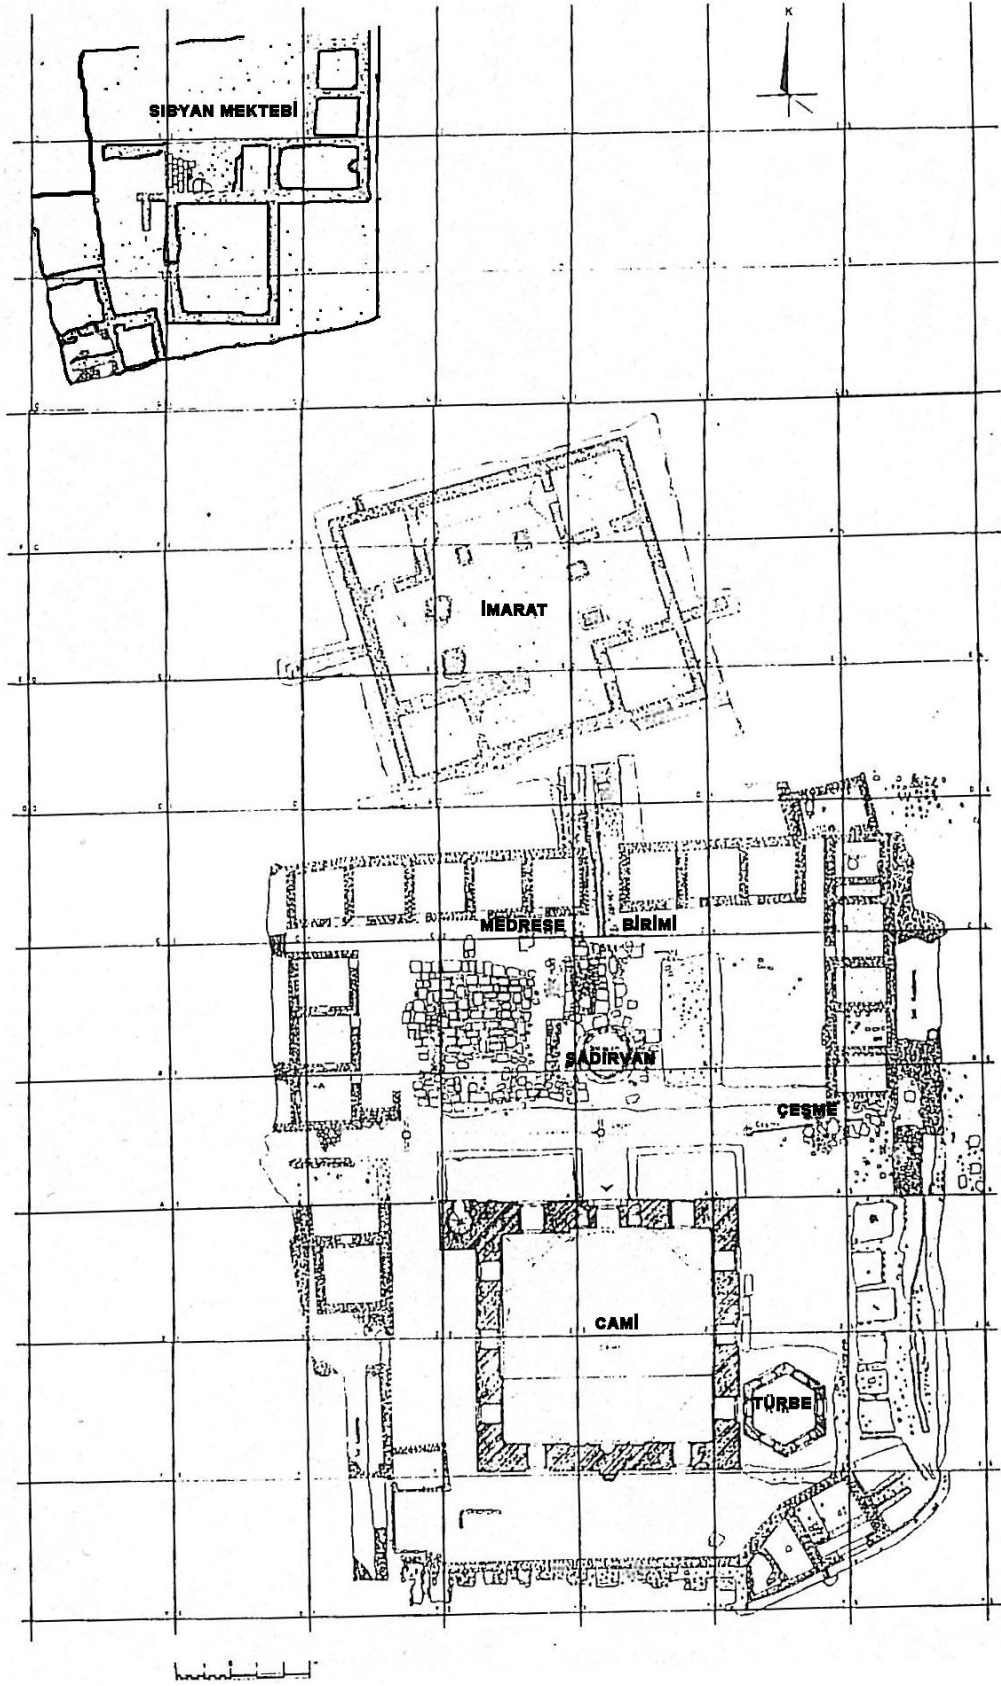 K
SIBYAN MEKTEBİ
İMARAT
MEDRESE BİRİMİ
ŞADIRVAN
ÇEŞME
CAMİ
TÜRBE